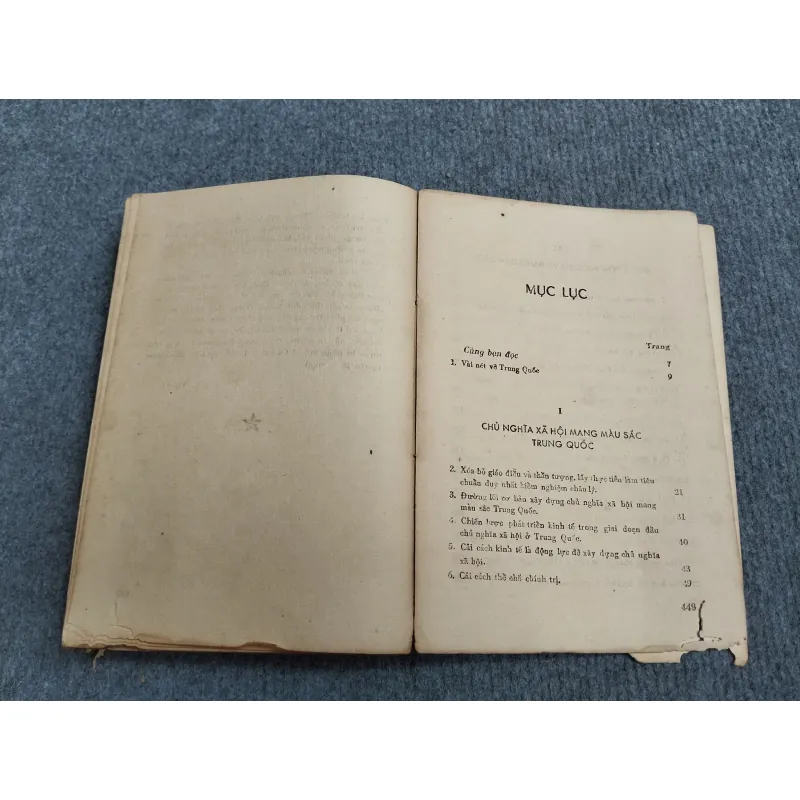 MỤC LỤC
Trang
Cùng bạn đọc 7
1. Vài nét về Trung Quốc 9
I
CHỦ NGHĨA XÃ HỘI MANG MÀU SẮC
TRUNG QUỐC
2. Xóa bỏ giáo điều và thần tượng, lấy thực tiễn làm tiêu
chuẩn duy nhất kiểm nghiệm chân lý. 21
3. Đường lối cơ bản xây dựng chủ nghĩa xã hội mang
màu sắc Trung Quốc. 31
4. Chiến lược phát triển kinh tế trong giai đoạn đầu
chủ nghĩa xã hội ở Trung Quốc. 40
5. Cải cách kinh tế là động lực để xây dựng chủ nghĩa
xã hội. 43
6. Cải cách thể chế chính trị. 49
449